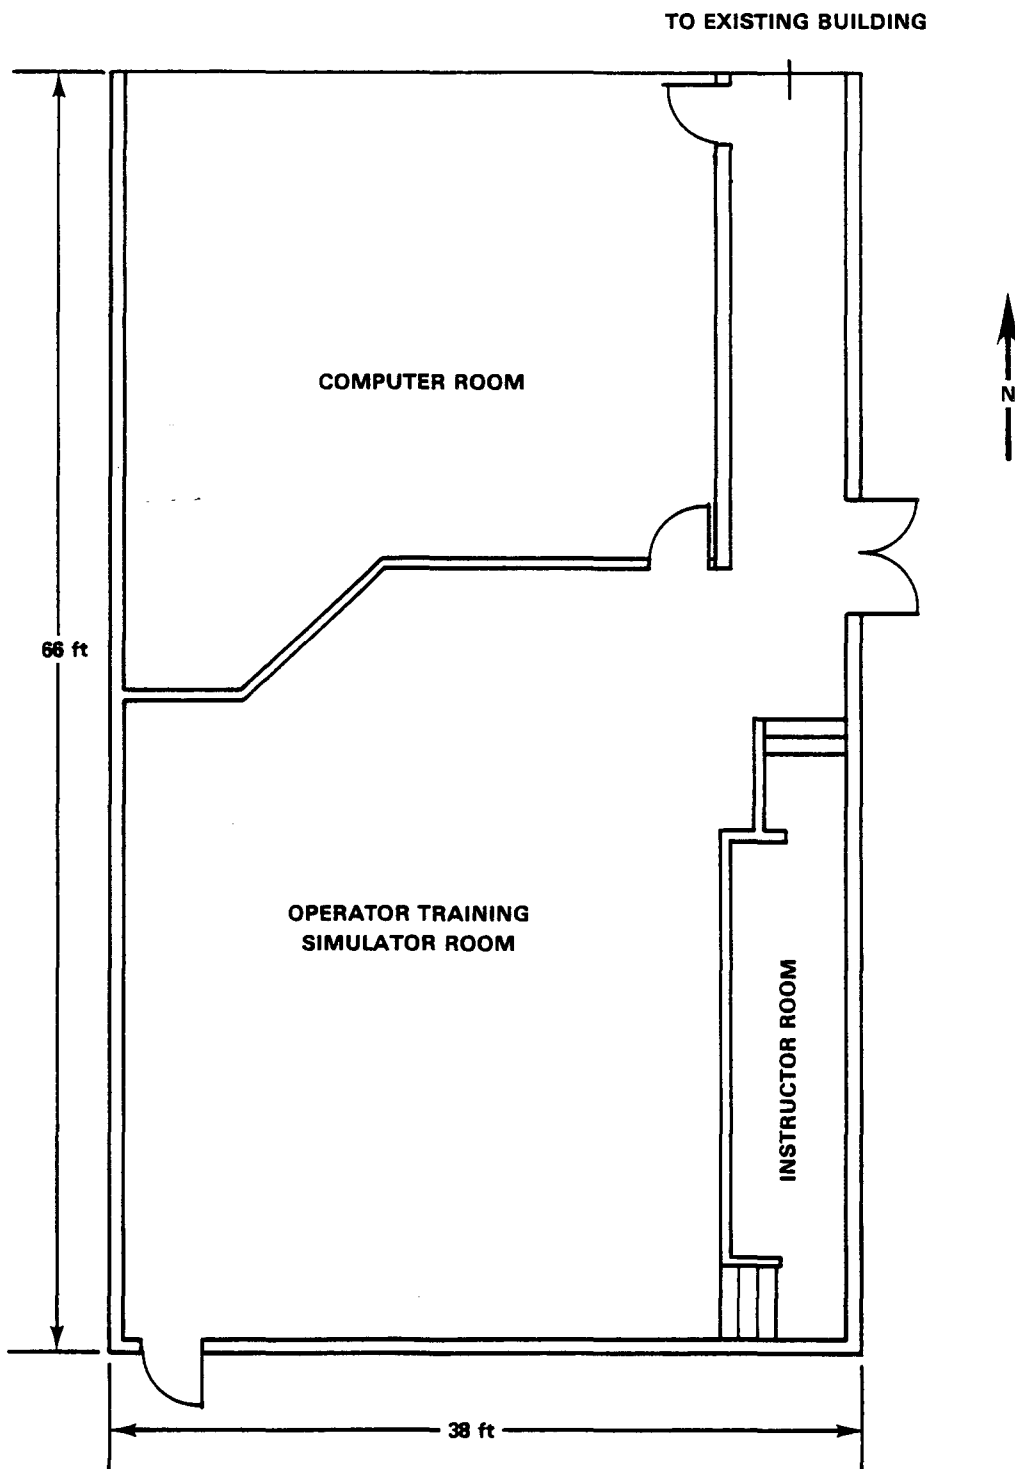 TO EXISTING BUILDING
COMPUTER ROOM
N
66 ft
OPERATOR TRAINING
SIMULATOR ROOM
INSTRUCTOR ROOM
38 ft